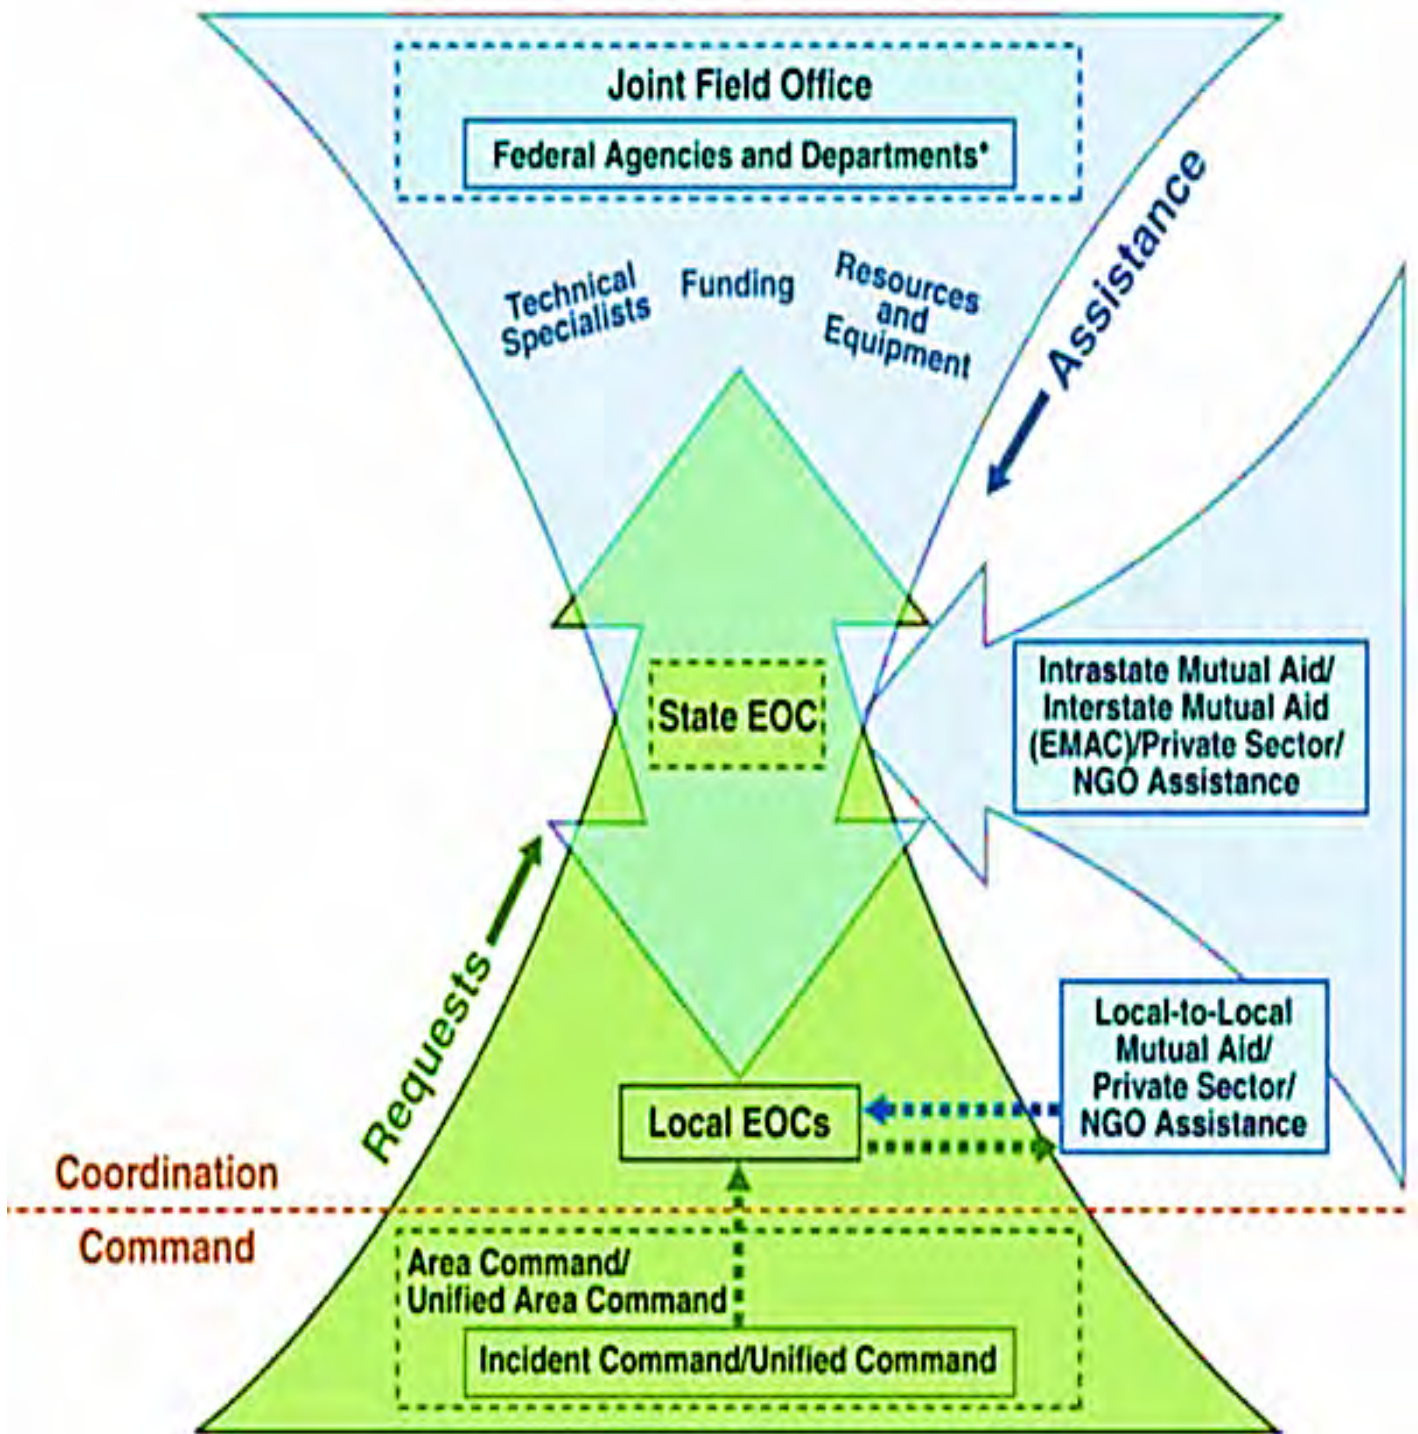 Joint Field Office
Federal Agencies and Departments*
Technical
Specialists
Funding
Resources
and
Equipment
Assistance
State EOC
Intrastate Mutual Aid/
Interstate Mutual Aid
(EMAC)/Private Sector/
NGO Assistance
Requests
Local-to-Local
Mutual Aid/
Private Sector/
NGO Assistance
Local EOCs
Coordination
Command
Area Command/
Unified Area Command
Incident Command/Unified Command